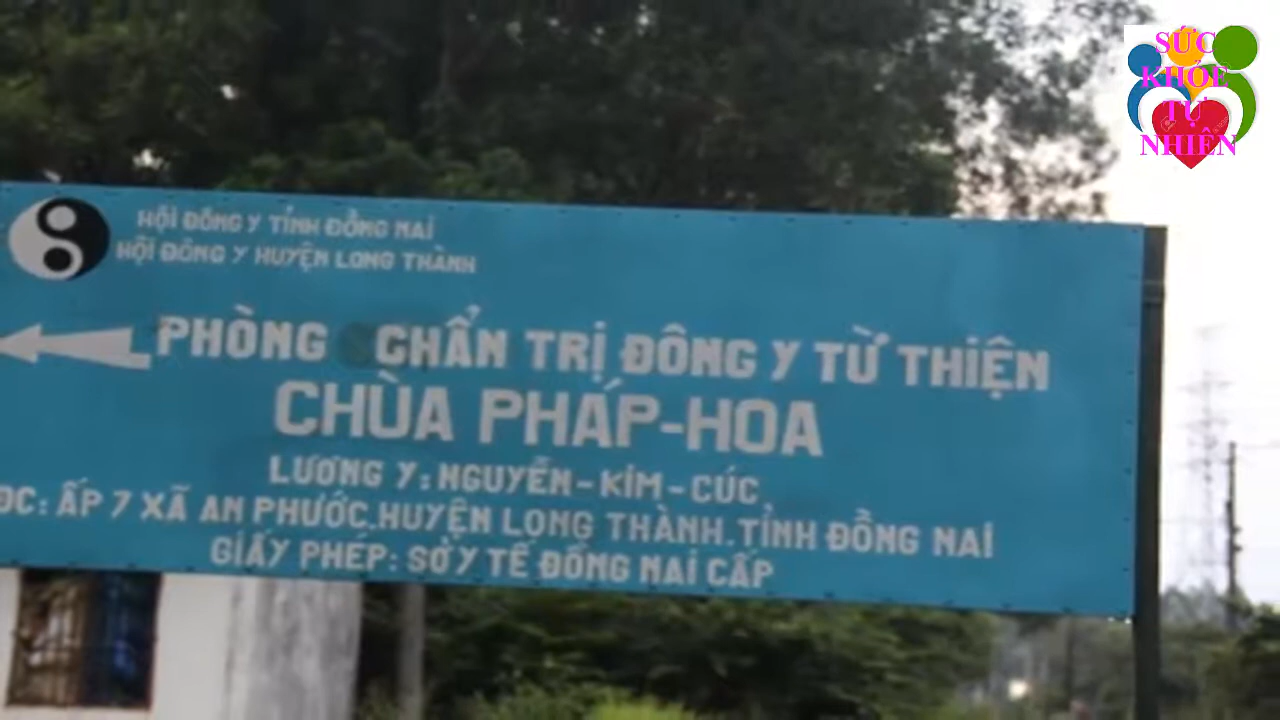 SỨC
KHỎE
TỰ
NHIÊN
HỘI ĐÔNG Y TỈNH ĐỒNG NAI
HỘI ĐÔNG Y HUYỆN LONG THÀNH
PHÒNG CHẨN TRỊ ĐÔNG Y TỪ THIỆN
CHÙA PHÁP-HOA
LƯƠNG Y: NGUYỄN-KIM-CÚC
ĐC: ẤP 7 XÃ AN PHƯỚC.HUYỆN LONG THÀNH.TỈNH ĐỒNG NAI
GIẤY PHÉP: SỞ Y TẾ ĐỒNG NAI CẤP